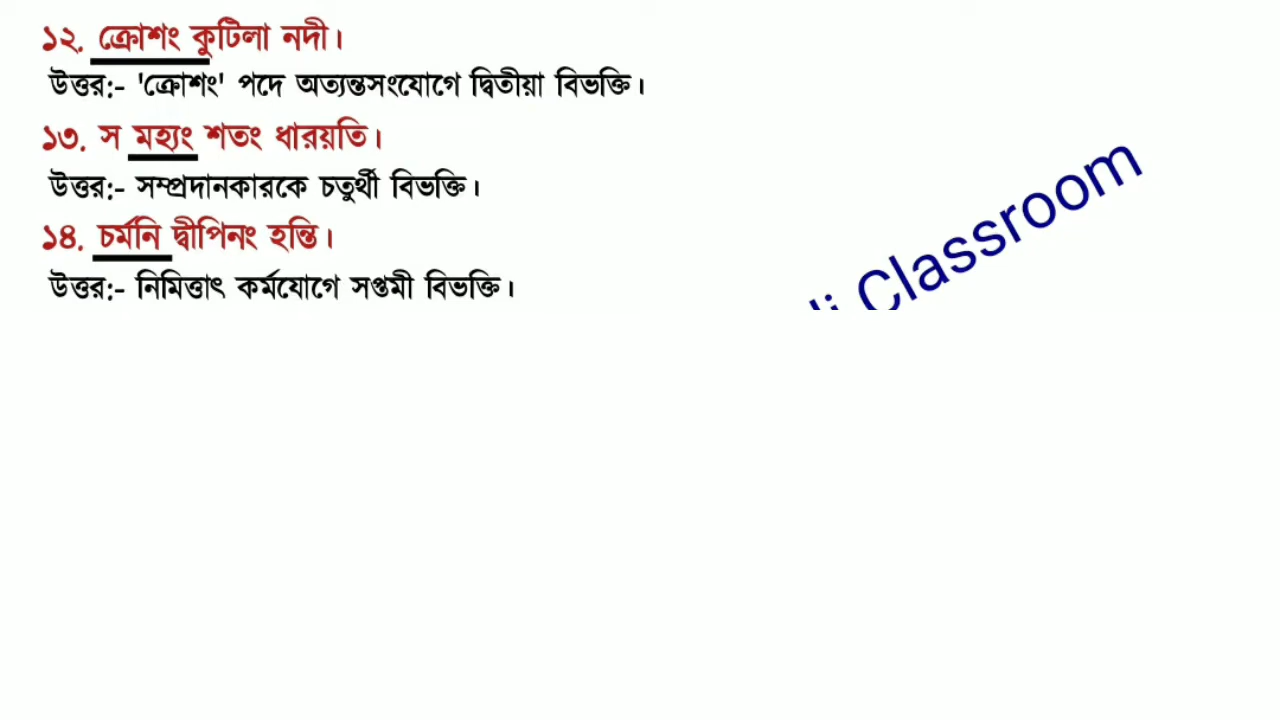 ১২. ক্রোশং কুটিলা নদী।
উত্তর:- 'ক্রোশং' পদে অত্যন্তসংযোগে দ্বিতীয়া বিভক্তি।
১৩. স মহ্যং শতং ধারয়তি।
উত্তর:- সম্প্রদানকারকে চতুর্থী বিভক্তি।
১৪. চর্মনি দ্বীপিনং হন্তি।
উত্তর:- নিমিত্তাৎ কর্মযোগে সপ্তমী বিভক্তি।
Classroom